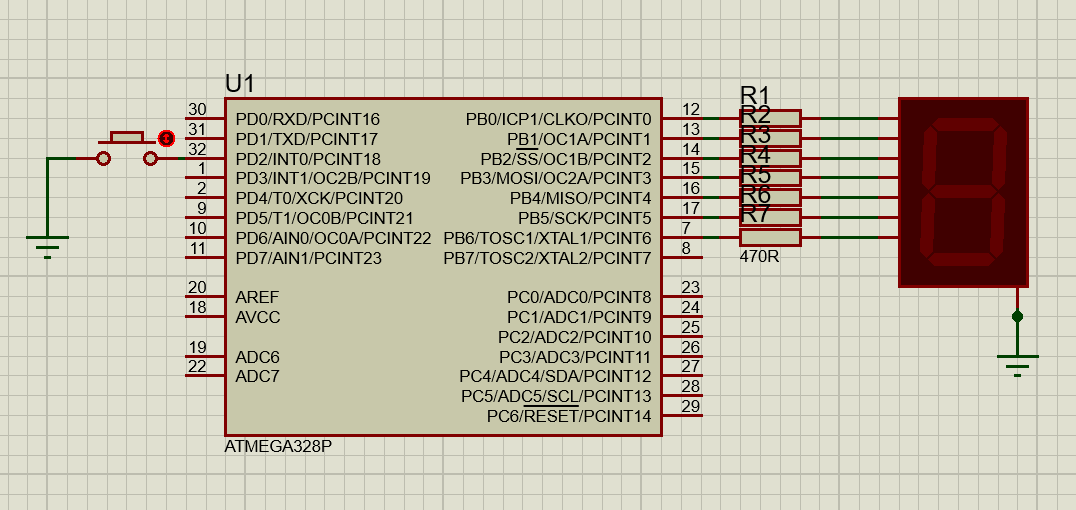 U1
30 PD0/RXD/PCINT16
31 PD1/TXD/PCINT17
32 PD2/INT0/PCINT18
1 PD3/INT1/OC2B/PCINT19
2 PD4/T0/XCK/PCINT20
9 PD5/T1/OC0B/PCINT21
10 PD6/AIN0/OC0A/PCINT22
11 PD7/AIN1/PCINT23
20 AREF
18 AVCC
19 ADC6
22 ADC7
PB0/ICP1/CLKO/PCINT0 12
PB1/OC1A/PCINT1 13
PB2/SS/OC1B/PCINT2 14
PB3/MOSI/OC2A/PCINT3 15
PB4/MISO/PCINT4 16
PB5/SCK/PCINT5 17
PB6/TOSC1/XTAL1/PCINT6 7
PB7/TOSC2/XTAL2/PCINT7 8
PC0/ADC0/PCINT8 23
PC1/ADC1/PCINT9 24
PC2/ADC2/PCINT10 25
PC3/ADC3/PCINT11 26
PC4/ADC4/SDA/PCINT12 27
PC5/ADC5/SCL/PCINT13 28
PC6/RESET/PCINT14 29
ATMEGA328P
R1
R2
R3
R4
R5
R6
R7
470R